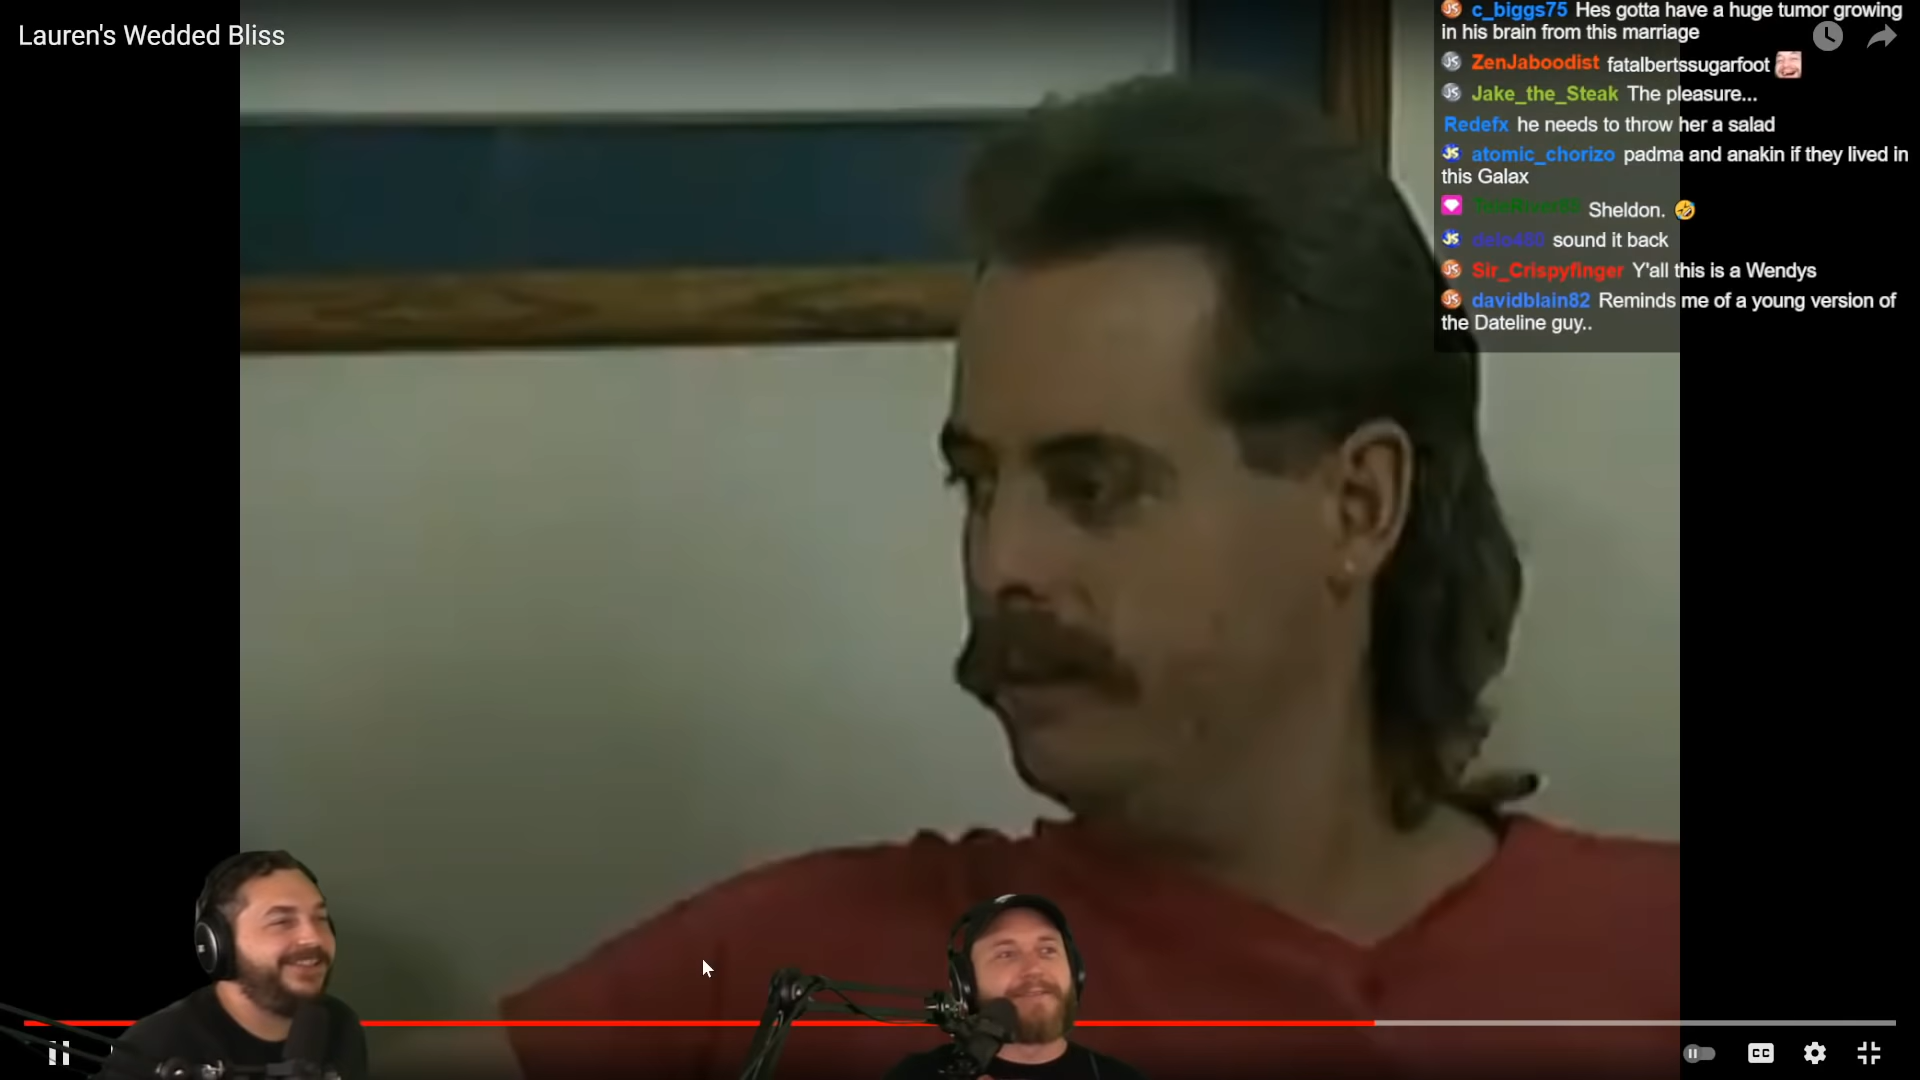 Lauren's Wedded Bliss
c_biggs75 Hes gotta have a huge tumor growing
in his brain from this marriage
ZenJaboodist fatalbertssugarfoot
Jake_the_Steak The pleasure...
Redefx he needs to throw her a salad
atomic_chorizo padma and anakin if they lived in
this Galax
Sheldon. 🤣
sound it back
Sir_Crispyfinger Y'all this is a Wendys
davidblain82 Reminds me of a young version of
the Dateline guy..
CC